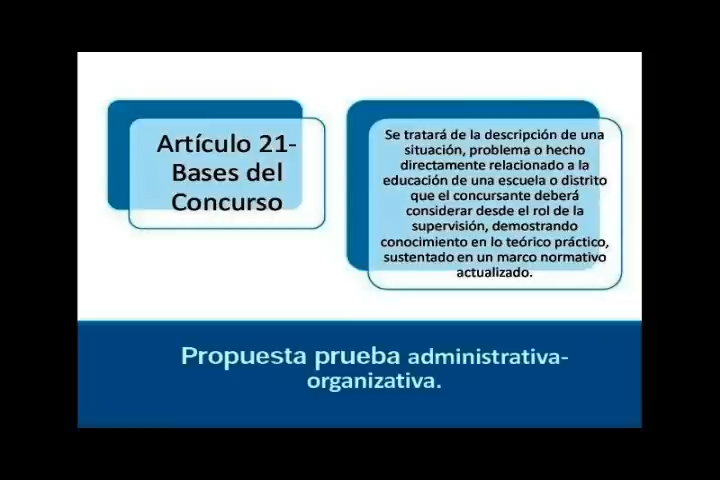 Artículo 21-
Bases del
Concurso
Se tratará de la descripción de una
situación, problema o hecho
directamente relacionado a la
educación de una escuela o distrito
que el concursante deberá
considerar desde el rol de la
supervisión, demostrando
conocimiento en lo teórico práctico,
sustentado en un marco normativo
actualizado.
Propuesta prueba administrativa-
organizativa.